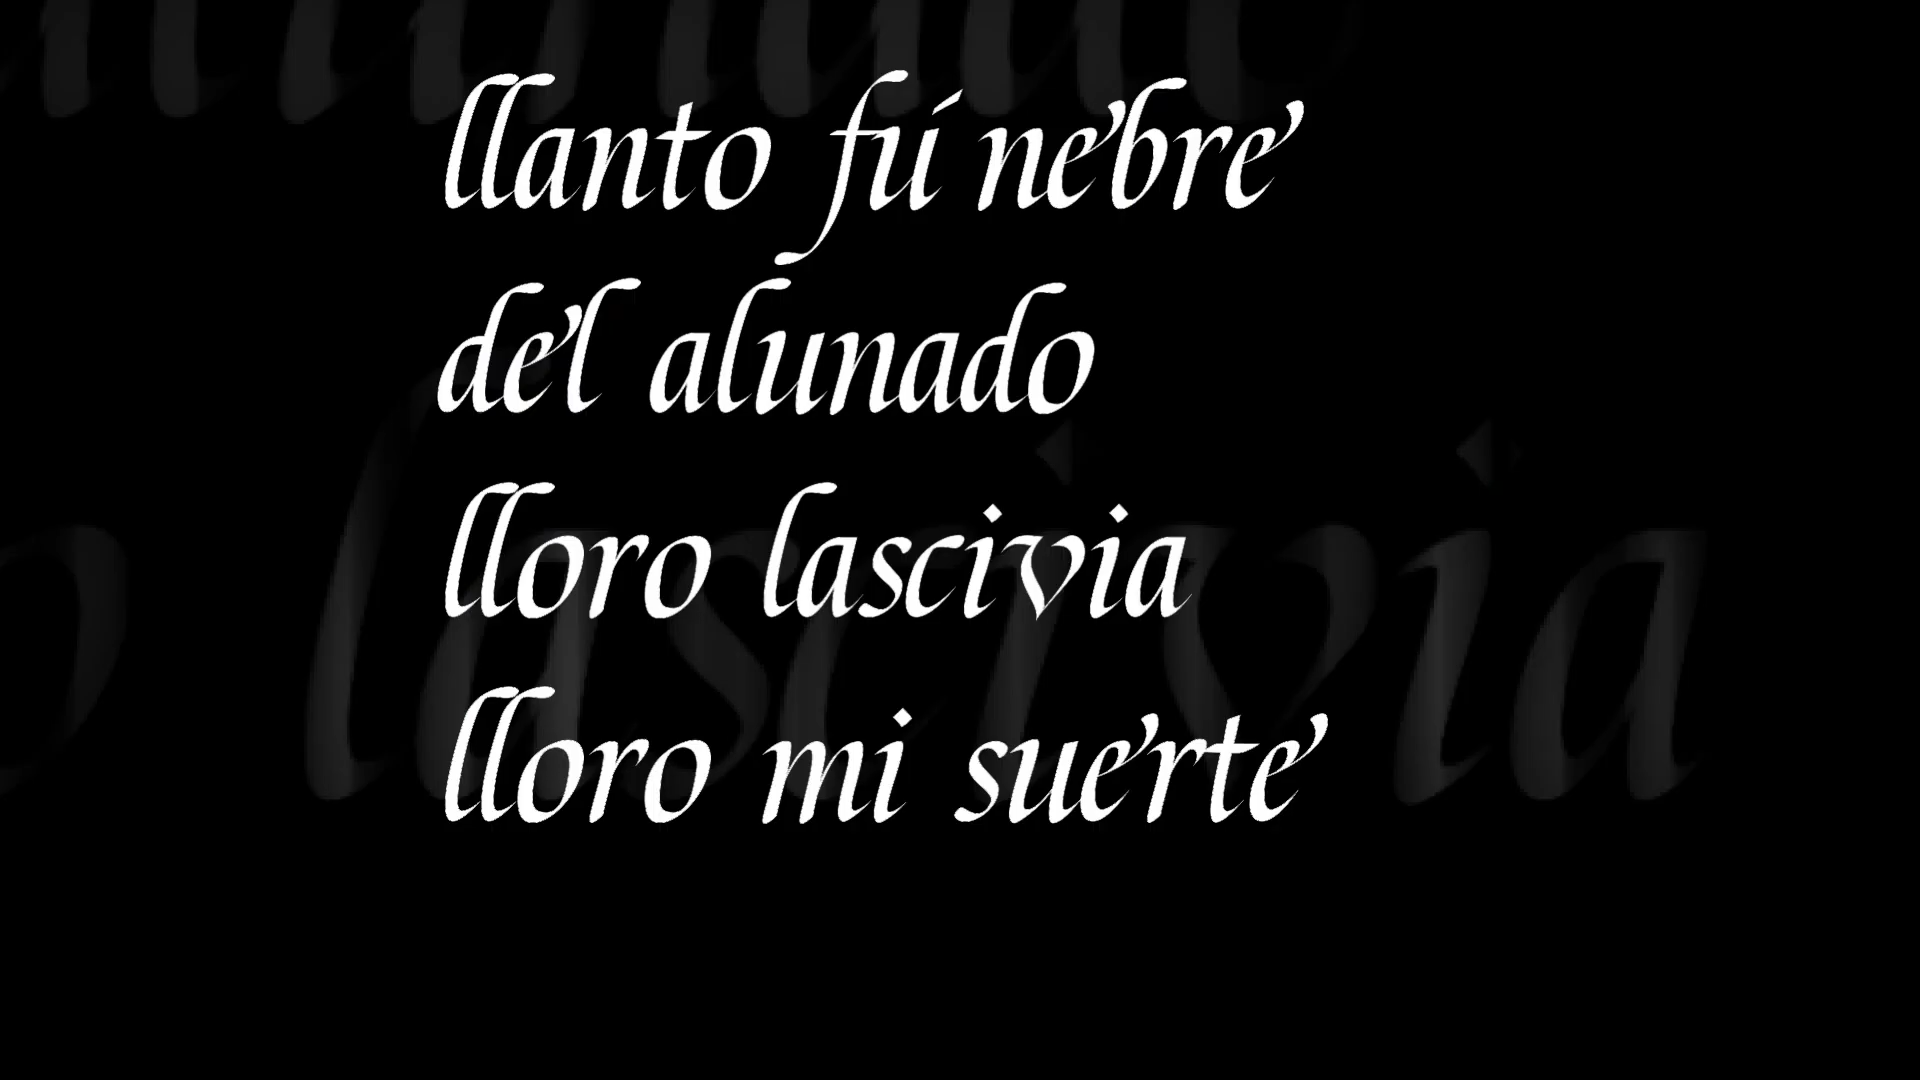 llanto fúnebre
del alunado
lloro lascivia
lloro mi suerte